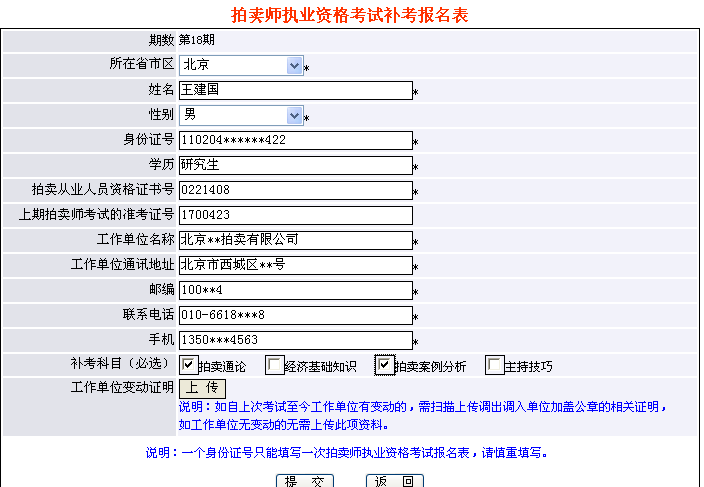 拍卖师执业资格考试补考报名表
期数 第18期
所在省市区 北京 *
姓名 王建国 *
性别 男 *
身份证号 110204******422 *
学历 研究生 *
拍卖从业人员资格证书号 0221408 *
上期拍卖师考试的准考证号 1700423
工作单位名称 北京**拍卖有限公司 *
工作单位通讯地址 北京市西城区**号 *
邮编 100**4 *
联系电话 010-6618***8 *
手机 1350***4563 *
补考科目（必选） 拍卖通论 经济基础知识 拍卖案例分析 主持技巧
工作单位变动证明 上 传
说明：如自上次考试至今工作单位有变动的，需扫描上传调出调入单位加盖公章的相关证明，
如工作单位无变动的无需上传此项资料。
说明：一个身份证号只能填写一次拍卖师执业资格考试报名表，请慎重填写。
提 交 返 回